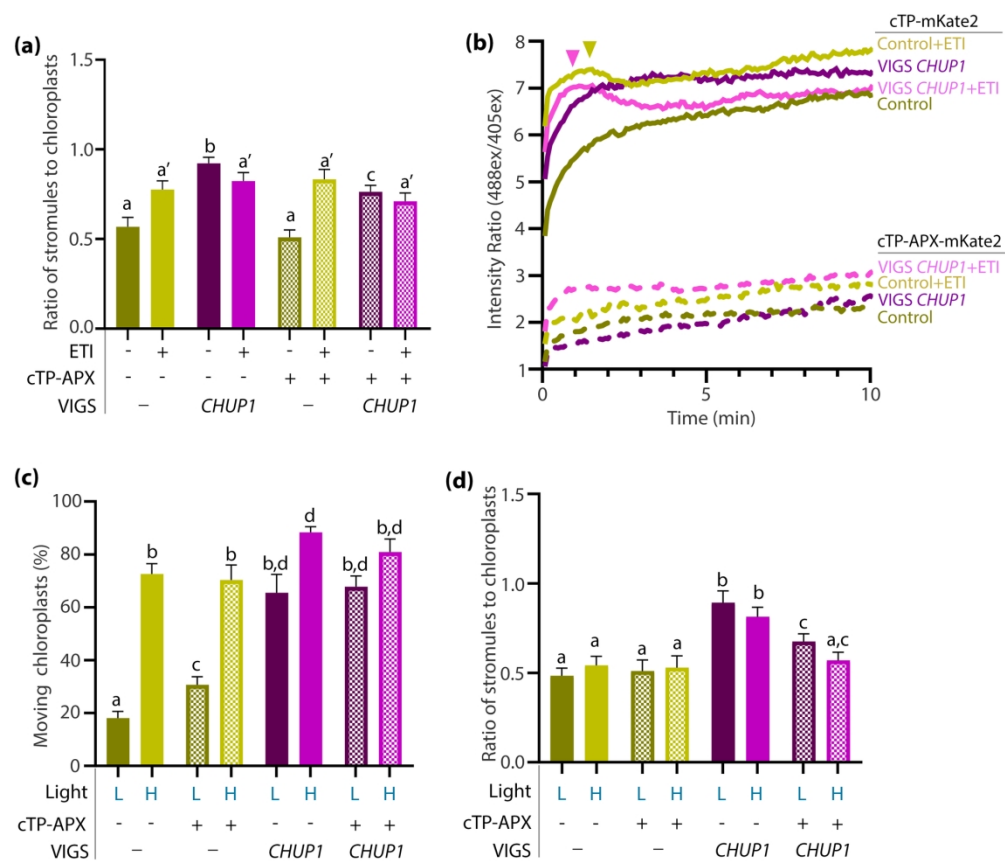 (a)
Ratio of stromules to chloroplasts
1.5
1.0
0.5
0.0
a
a′
b
a′
a
a′
c
a′
ETI - + - + - + - +
cTP-APX - - - - + + + +
VIGS – CHUP1 – CHUP1
(b)
Intensity Ratio (488ex/405ex)
8
7
6
5
4
3
2
1
0 5 10
Time (min)
cTP-mKate2
Control+ETI
VIGS CHUP1
VIGS CHUP1+ETI
Control
cTP-APX-mKate2
VIGS CHUP1+ETI
Control+ETI
VIGS CHUP1
Control
(c)
Moving chloroplasts (%)
100
80
60
40
20
0
a
b
c
b
b,d
d
b,d
b,d
Light L H L H L H L H
cTP-APX - - + + - - + +
VIGS – – CHUP1 CHUP1
(d)
Ratio of stromules to chloroplasts
1.5
1.0
0.5
0.0
a
a
a
a
b
b
c
a,c
Light L H L H L H L H
cTP-APX - - + + - - + +
VIGS – – CHUP1 CHUP1